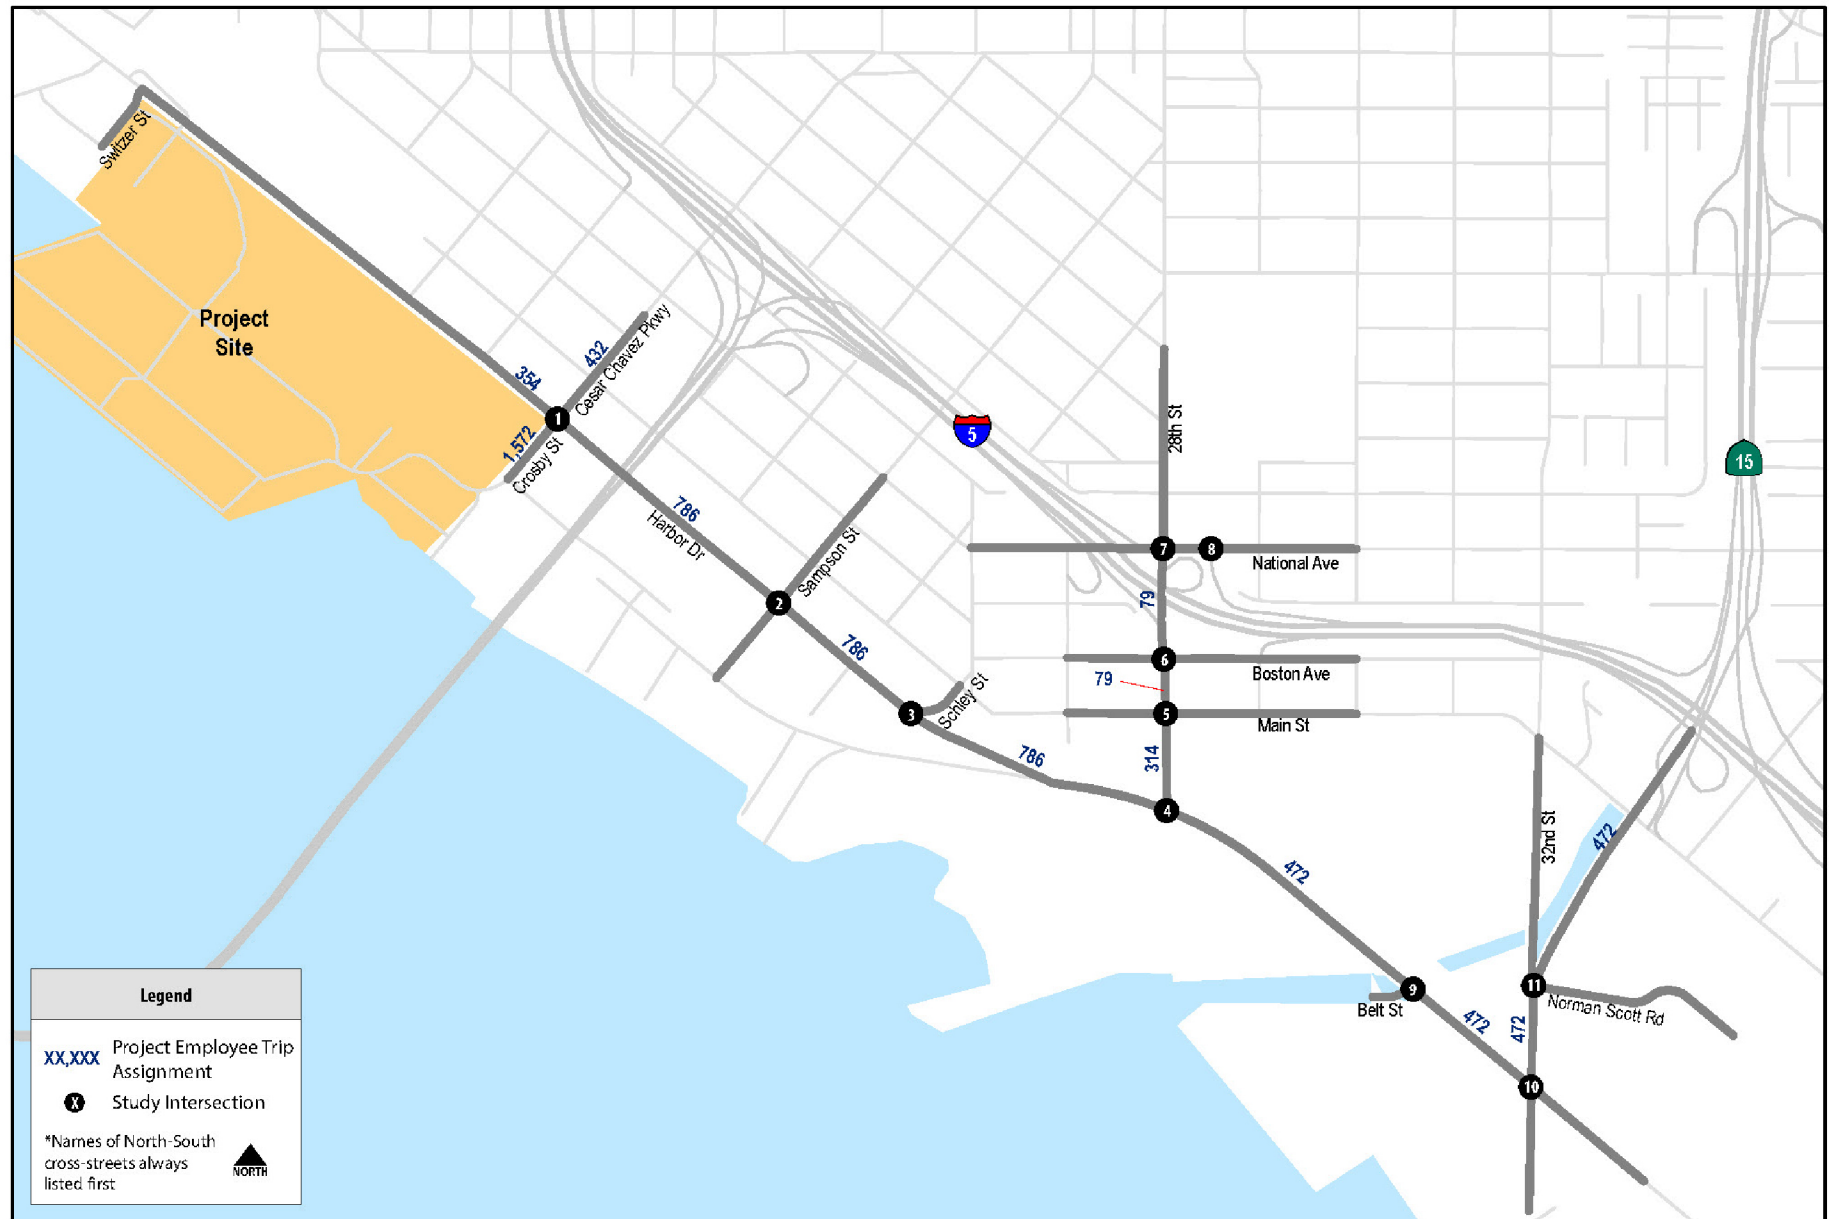 Switzer St
Project
Site
354
432
Cesar Chavez Pkwy
1
1,572
Crosby St
786
Harbor Dr
Sampson St
2
786
3
Schley St
786
5
28th St
15
7
8
National Ave
79
6
Boston Ave
79
5
Main St
314
4
472
32nd St
472
9
Belt St
472
11
Norman Scott Rd
472
10
Legend
XX,XXX Project Employee Trip
Assignment
X Study Intersection
*Names of North-South
cross-streets always
listed first
NORTH